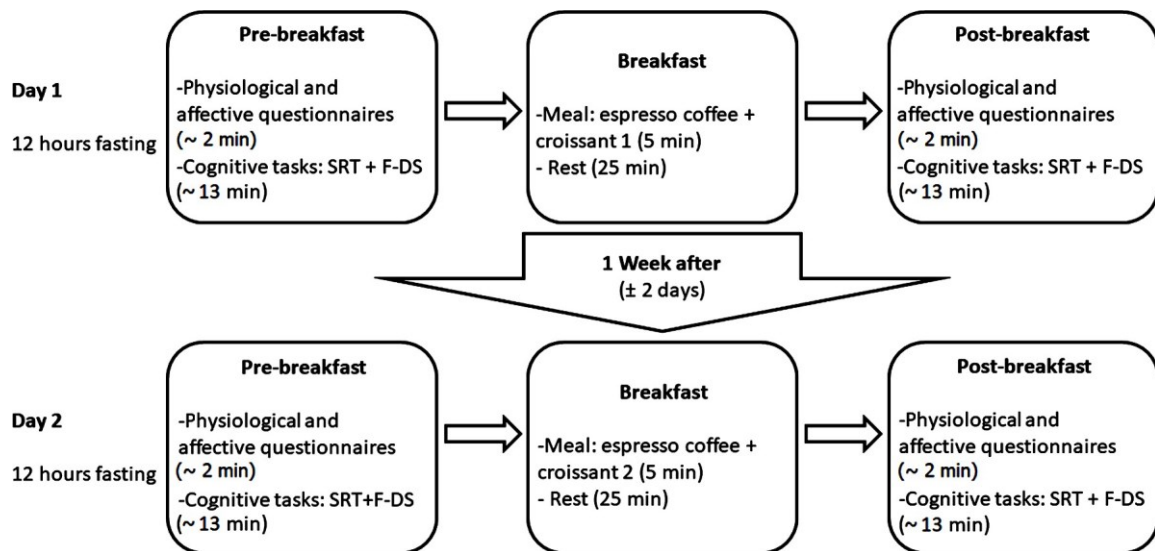 Day 1
12 hours fasting
Pre-breakfast
-Physiological and
affective questionnaires
(~ 2 min)
-Cognitive tasks: SRT + F-DS
(~ 13 min)
Breakfast
-Meal: espresso coffee +
croissant 1 (5 min)
- Rest (25 min)
Post-breakfast
-Physiological and
affective questionnaires
(~ 2 min)
-Cognitive tasks: SRT + F-DS
(~ 13 min)
1 Week after
(± 2 days)
Day 2
12 hours fasting
Pre-breakfast
-Physiological and
affective questionnaires
(~ 2 min)
-Cognitive tasks: SRT+F-DS
(~ 13 min)
Breakfast
-Meal: espresso coffee +
croissant 2 (5 min)
- Rest (25 min)
Post-breakfast
-Physiological and
affective questionnaires
(~ 2 min)
-Cognitive tasks: SRT + F-DS
(~ 13 min)